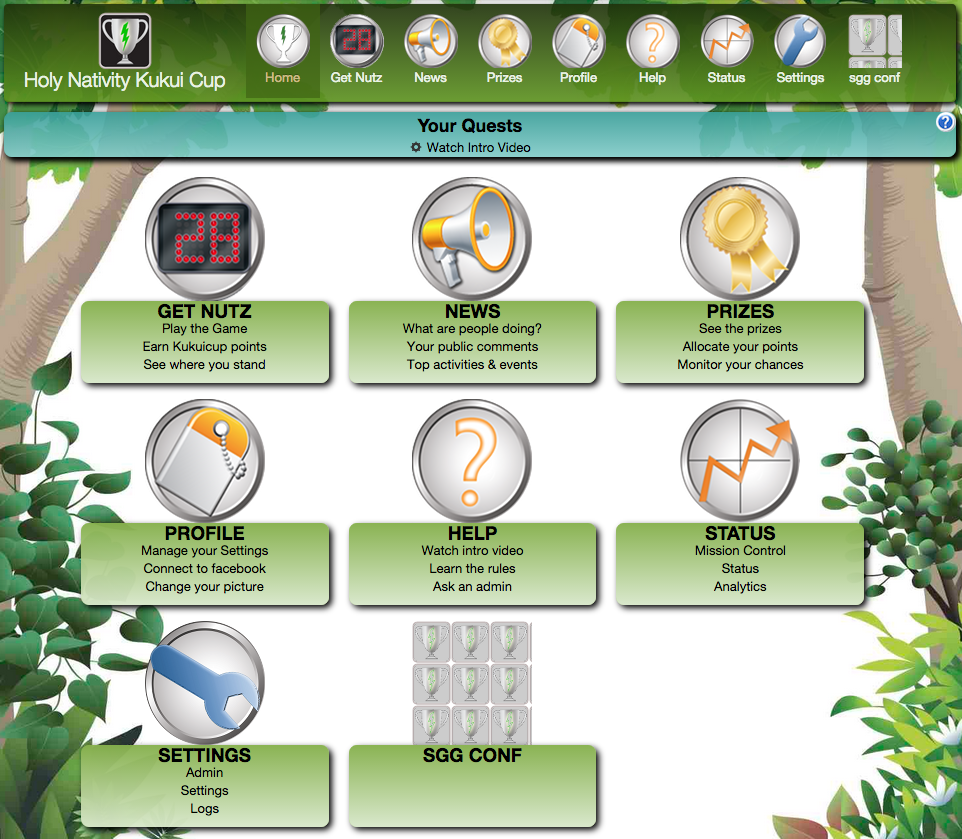 Holy Nativity Kukui Cup
Home
Get Nutz
News
Prizes
Profile
Help
Status
Settings
sgg conf
Your Quests
Watch Intro Video
?
28
28
GET NUTZ
Play the Game
Earn Kukuicup points
See where you stand
NEWS
What are people doing?
Your public comments
Top activities & events
PRIZES
See the prizes
Allocate your points
Monitor your chances
?
PROFILE
Manage your Settings
Connect to facebook
Change your picture
HELP
Watch intro video
Learn the rules
Ask an admin
STATUS
Mission Control
Status
Analytics
SETTINGS
Admin
Settings
Logs
SGG CONF